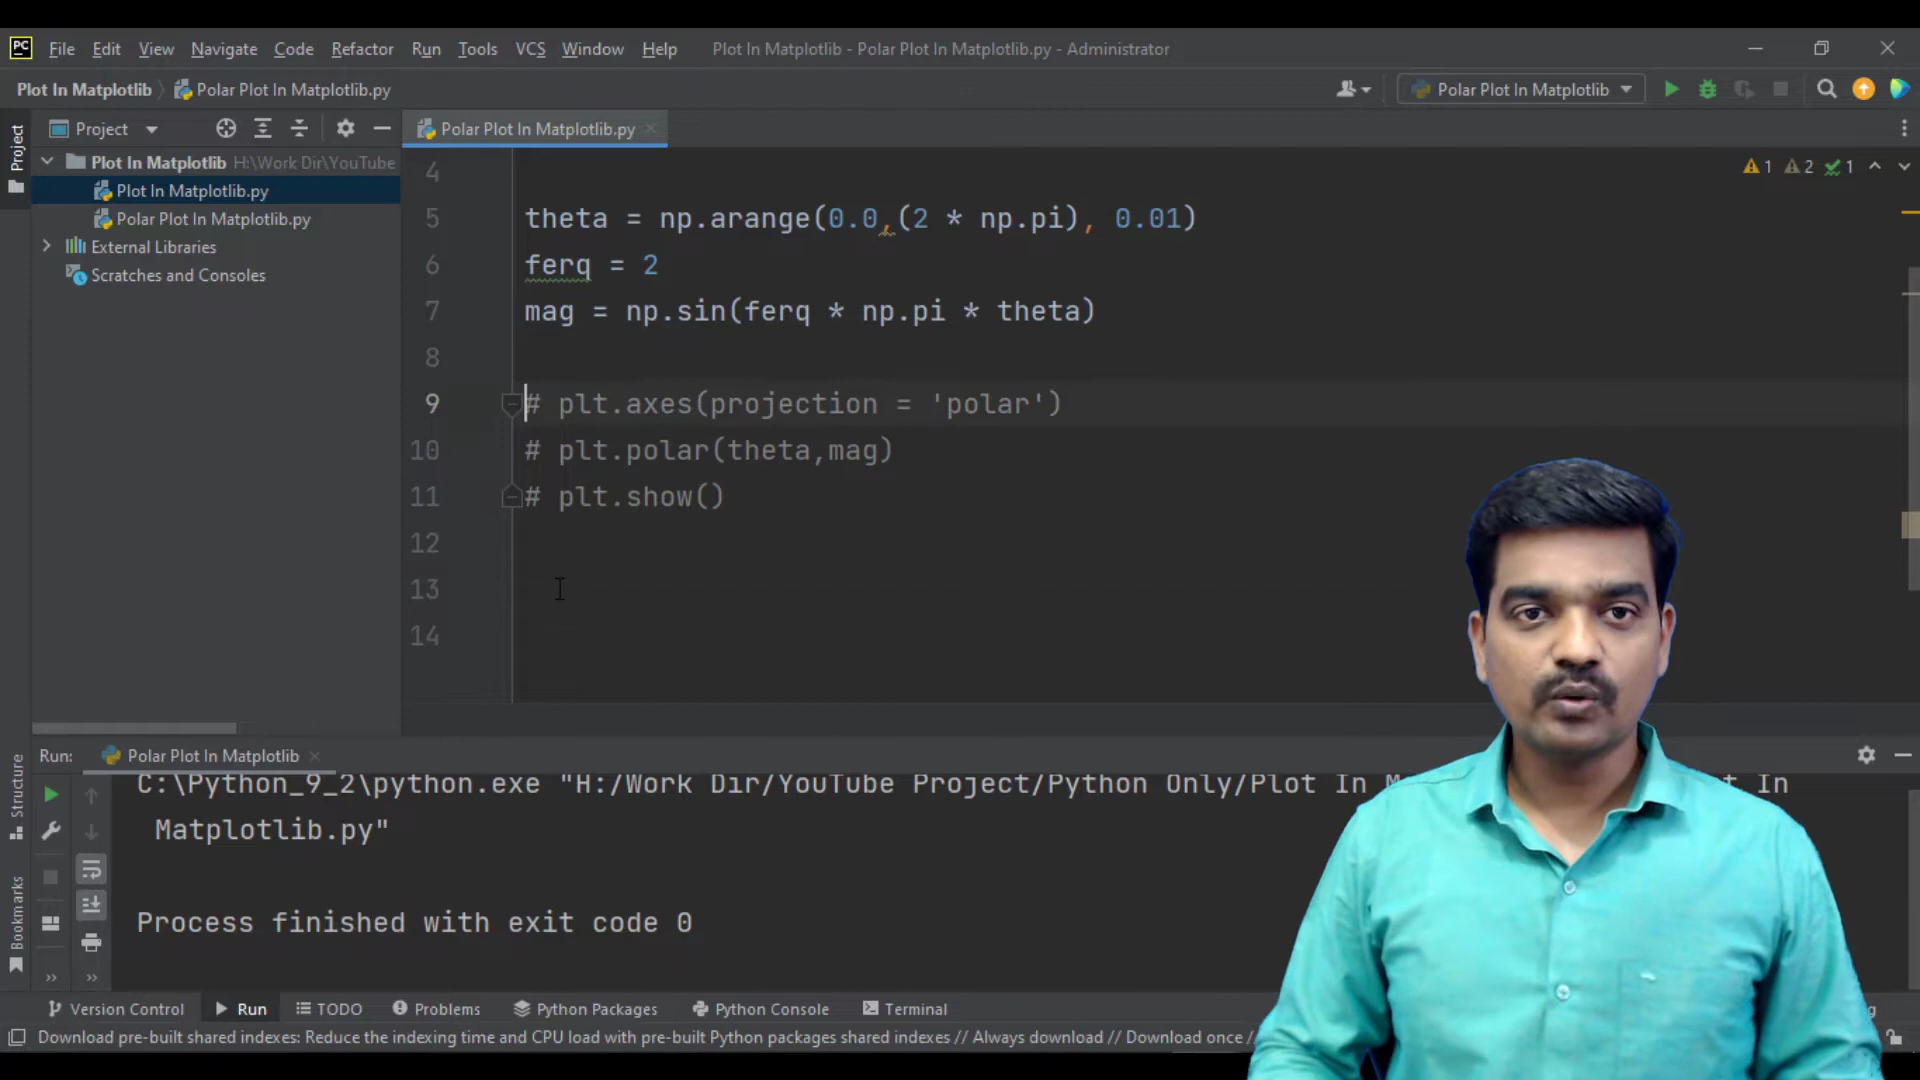 PC File Edit View Navigate Code Refactor Run Tools VCS Window Help Plot In Matplotlib - Polar Plot In Matplotlib.py - Administrator
Plot In Matplotlib Polar Plot In Matplotlib.py Polar Plot In Matplotlib
Project
Project
Polar Plot In Matplotlib.py
Plot In Matplotlib H:\Work Dir\YouTube
Plot In Matplotlib.py
Polar Plot In Matplotlib.py
External Libraries
Scratches and Consoles
1 2 1
4
5 theta = np.arange(0.0,(2 * np.pi), 0.01)
6 ferq = 2
7 mag = np.sin(ferq * np.pi * theta)
8
9 # plt.axes(projection = 'polar')
10 # plt.polar(theta,mag)
11 # plt.show()
12
13
14
Run: Polar Plot In Matplotlib
Structure
Bookmarks
C:\Python_9_2\python.exe "H:/Work Dir/YouTube Project/Python Only/Plot In t In
Matplotlib.py"
Process finished with exit code 0
Version Control Run TODO Problems Python Packages Python Console Terminal
Download pre-built shared indexes: Reduce the indexing time and CPU load with pre-built Python packages shared indexes // Always download // Download once /